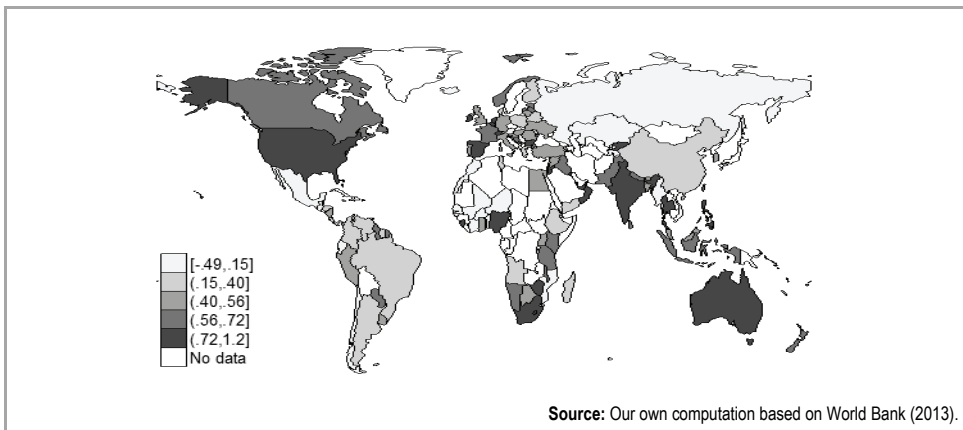 [-.49,.15]
(.15,.40]
(.40,.56]
(.56,.72]
(.72,1.2]
No data
Source: Our own computation based on World Bank (2013).